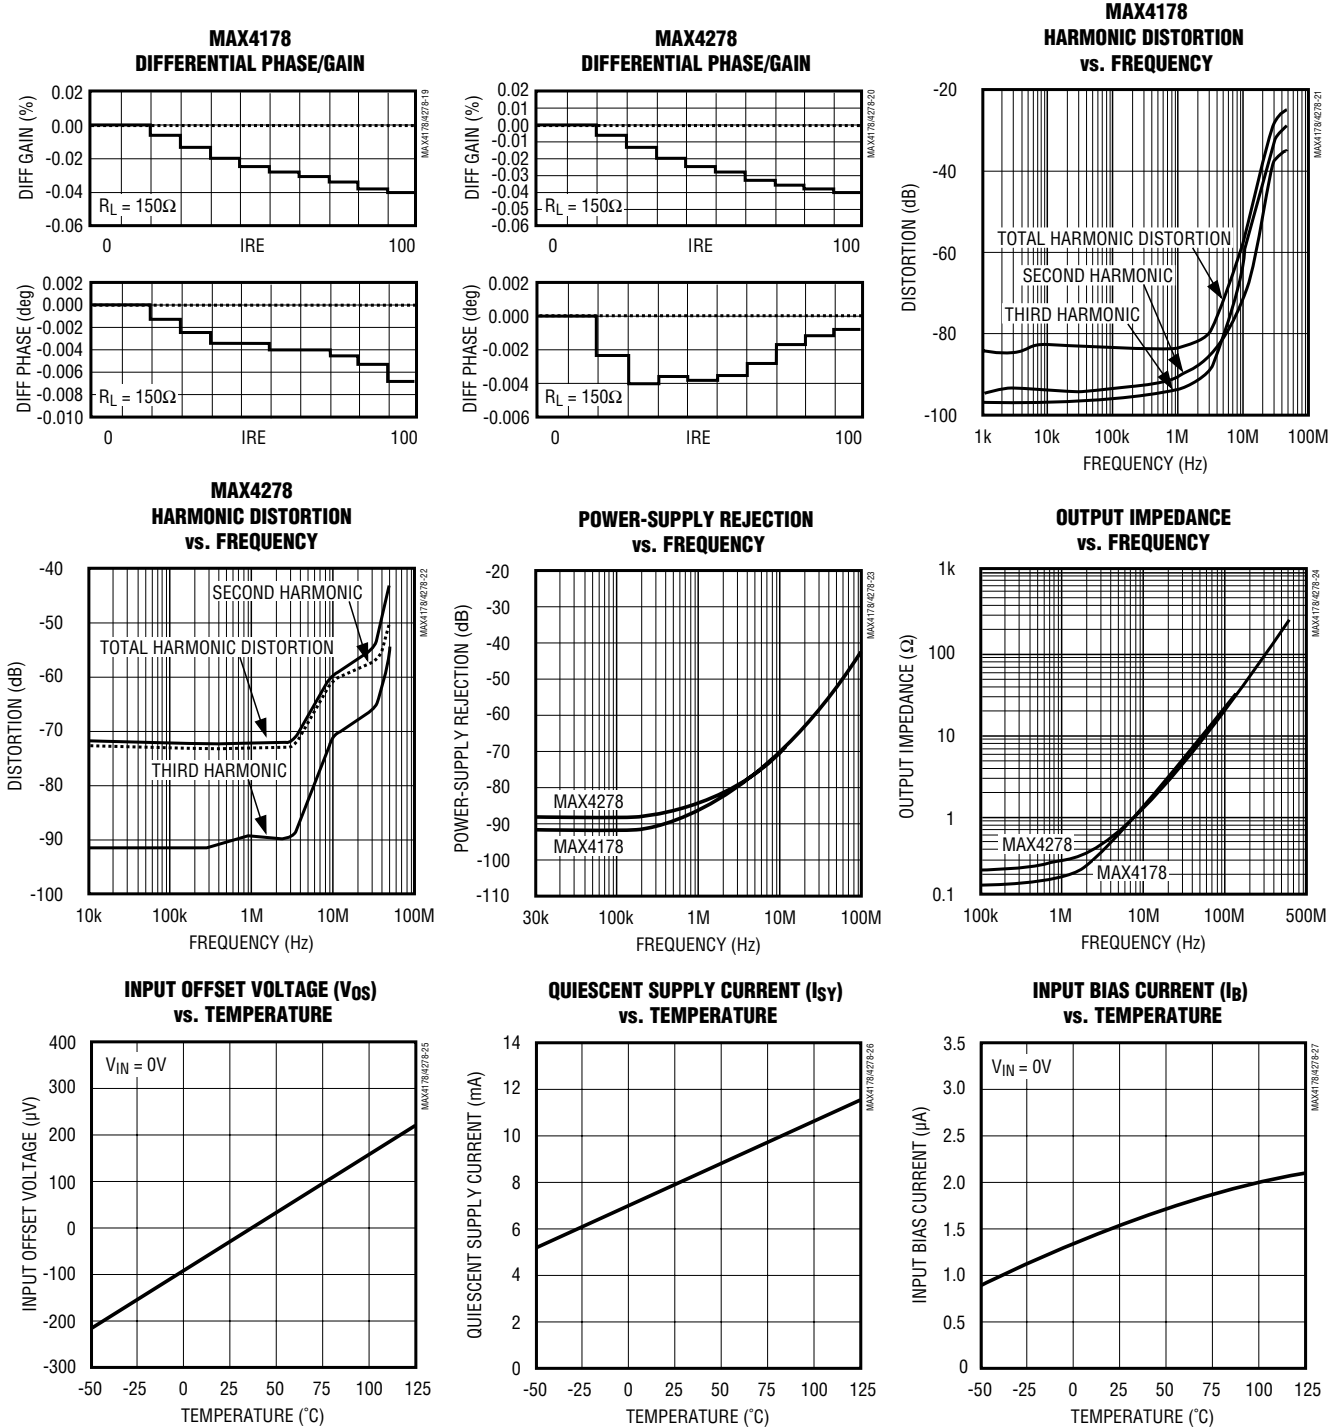 MAX4178
DIFFERENTIAL PHASE/GAIN
DIFF GAIN (%)
0.02
0.00
-0.02
-0.04
-0.06
RL = 150Ω
0 IRE 100
MAX4178/4278-19
DIFF PHASE (deg)
0.002
0.000
-0.002
-0.004
-0.006
-0.008
-0.010
RL = 150Ω
0 IRE 100
MAX4278
DIFFERENTIAL PHASE/GAIN
DIFF GAIN (%)
0.02
0.01
0.00
-0.01
-0.02
-0.03
-0.04
-0.05
-0.06
RL = 150Ω
0 IRE 100
MAX4178/4278-20
DIFF PHASE (deg)
0.002
0.000
-0.002
-0.004
-0.006
RL = 150Ω
0 IRE 100
MAX4178
HARMONIC DISTORTION
vs. FREQUENCY
DISTORTION (dB)
-20
-40
-60
-80
-100
TOTAL HARMONIC DISTORTION
SECOND HARMONIC
THIRD HARMONIC
1k 10k 100k 1M 10M 100M
FREQUENCY (Hz)
MAX4178/4278-21
MAX4278
HARMONIC DISTORTION
vs. FREQUENCY
DISTORTION (dB)
-40
-50
-60
-70
-80
-90
-100
SECOND HARMONIC
TOTAL HARMONIC DISTORTION
THIRD HARMONIC
10k 100k 1M 10M 100M
FREQUENCY (Hz)
MAX4178/4278-22
POWER-SUPPLY REJECTION
vs. FREQUENCY
POWER-SUPPLY REJECTION (dB)
-20
-30
-40
-50
-60
-70
-80
-90
-100
-110
MAX4278
MAX4178
30k 100k 1M 10M 100M
FREQUENCY (Hz)
MAX4178/4278-23
OUTPUT IMPEDANCE
vs. FREQUENCY
OUTPUT IMPEDANCE (Ω)
1k
100
10
1
0.1
MAX4278
MAX4178
100k 1M 10M 100M 500M
FREQUENCY (Hz)
MAX4178/4278-24
INPUT OFFSET VOLTAGE (VOS)
vs. TEMPERATURE
INPUT OFFSET VOLTAGE (µV)
400
300
200
100
0
-100
-200
-300
VIN = 0V
-50 -25 0 25 50 75 100 125
TEMPERATURE (˚C)
MAX4178/4278-25
QUIESCENT SUPPLY CURRENT (ISY)
vs. TEMPERATURE
QUIESCENT SUPPLY CURRENT (mA)
14
12
10
8
6
4
2
0
-50 -25 0 25 50 75 100 125
TEMPERATURE (˚C)
MAX4178/4278-26
INPUT BIAS CURRENT (IB)
vs. TEMPERATURE
INPUT BIAS CURRENT (µA)
3.5
3.0
2.5
2.0
1.5
1.0
0.5
0
VIN = 0V
-50 -25 0 25 50 75 100 125
TEMPERATURE (˚C)
MAX4178/4278-27